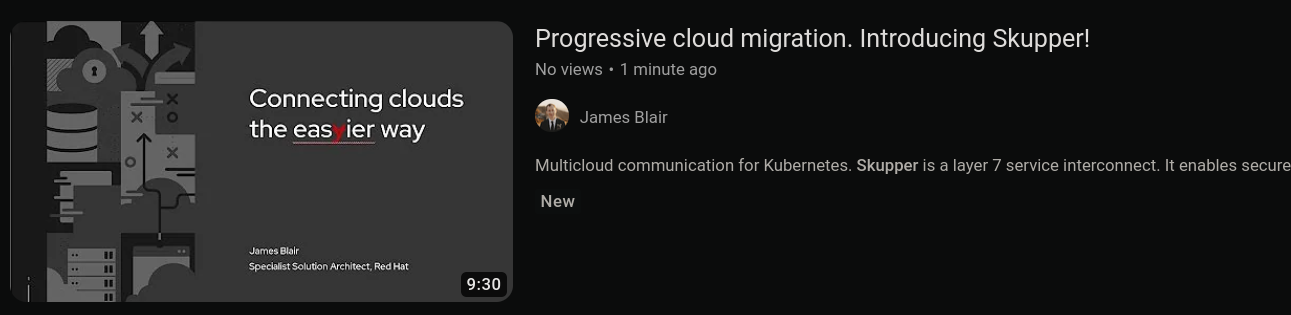 Connecting clouds
the easyier way
James Blair
Specialist Solution Architect, Red Hat
9:30
Progressive cloud migration. Introducing Skupper!
No views • 1 minute ago
James Blair
Multicloud communication for Kubernetes. Skupper is a layer 7 service interconnect. It enables secure
New